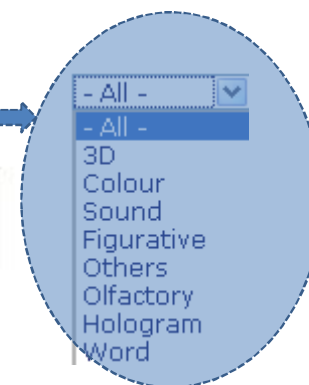 - All -
- All -
3D
Colour
Sound
Figurative
Others
Olfactory
Hologram
Word